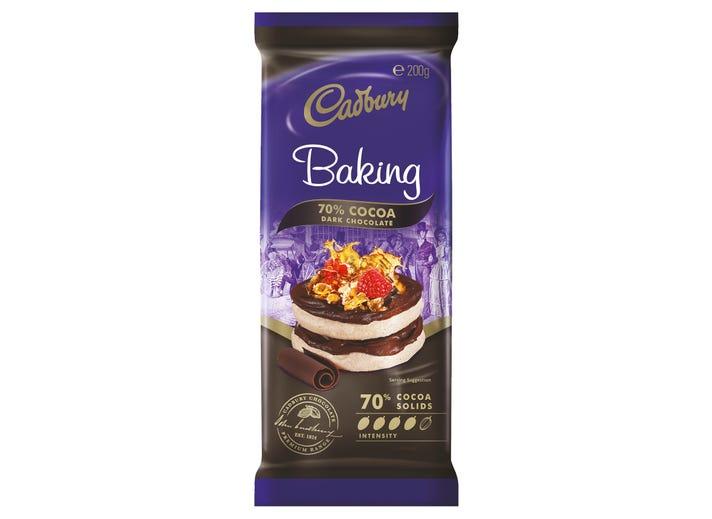 ℮ 200g
Cadbury
Baking
70% COCOA
DARK CHOCOLATE
Serving Suggestion
70% COCOA
SOLIDS
INTENSITY
CADBURY CHOCOLATE
EST. 1824
PREMIUM RANGE